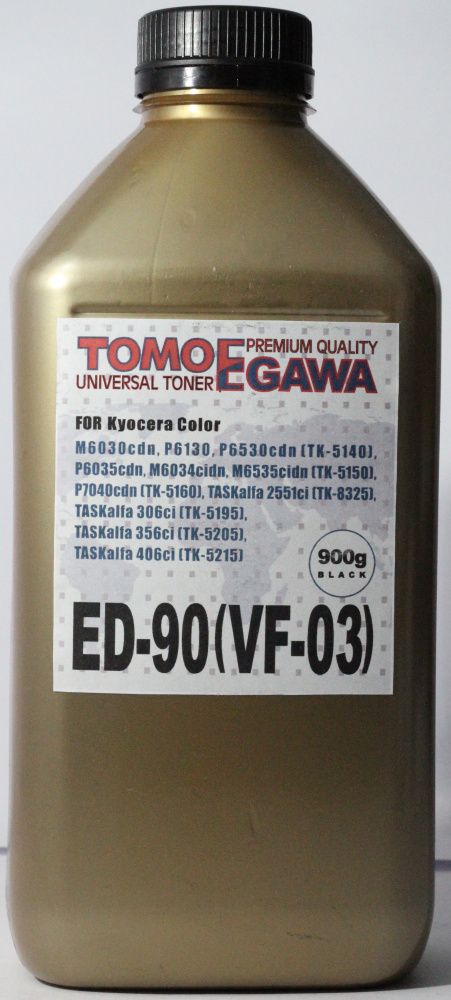 TOMOEGAWA
PREMIUM QUALITY
UNIVERSAL TONER
FOR Kyocera Color
M6030cdn, P6130, P6530cdn (TK-5140),
P6035cdn, M6034cidn, M6535cidn (TK-5150),
P7040cdn (TK-5160), TASKalfa 2551ci (TK-8325),
TASKalfa 306ci (TK-5195),
TASKalfa 356ci (TK-5205),
TASKalfa 406ci (TK-5215)
900g
BLACK
ED-90(VF-03)